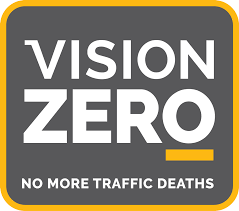 VISION
ZERO
NO MORE TRAFFIC DEATHS